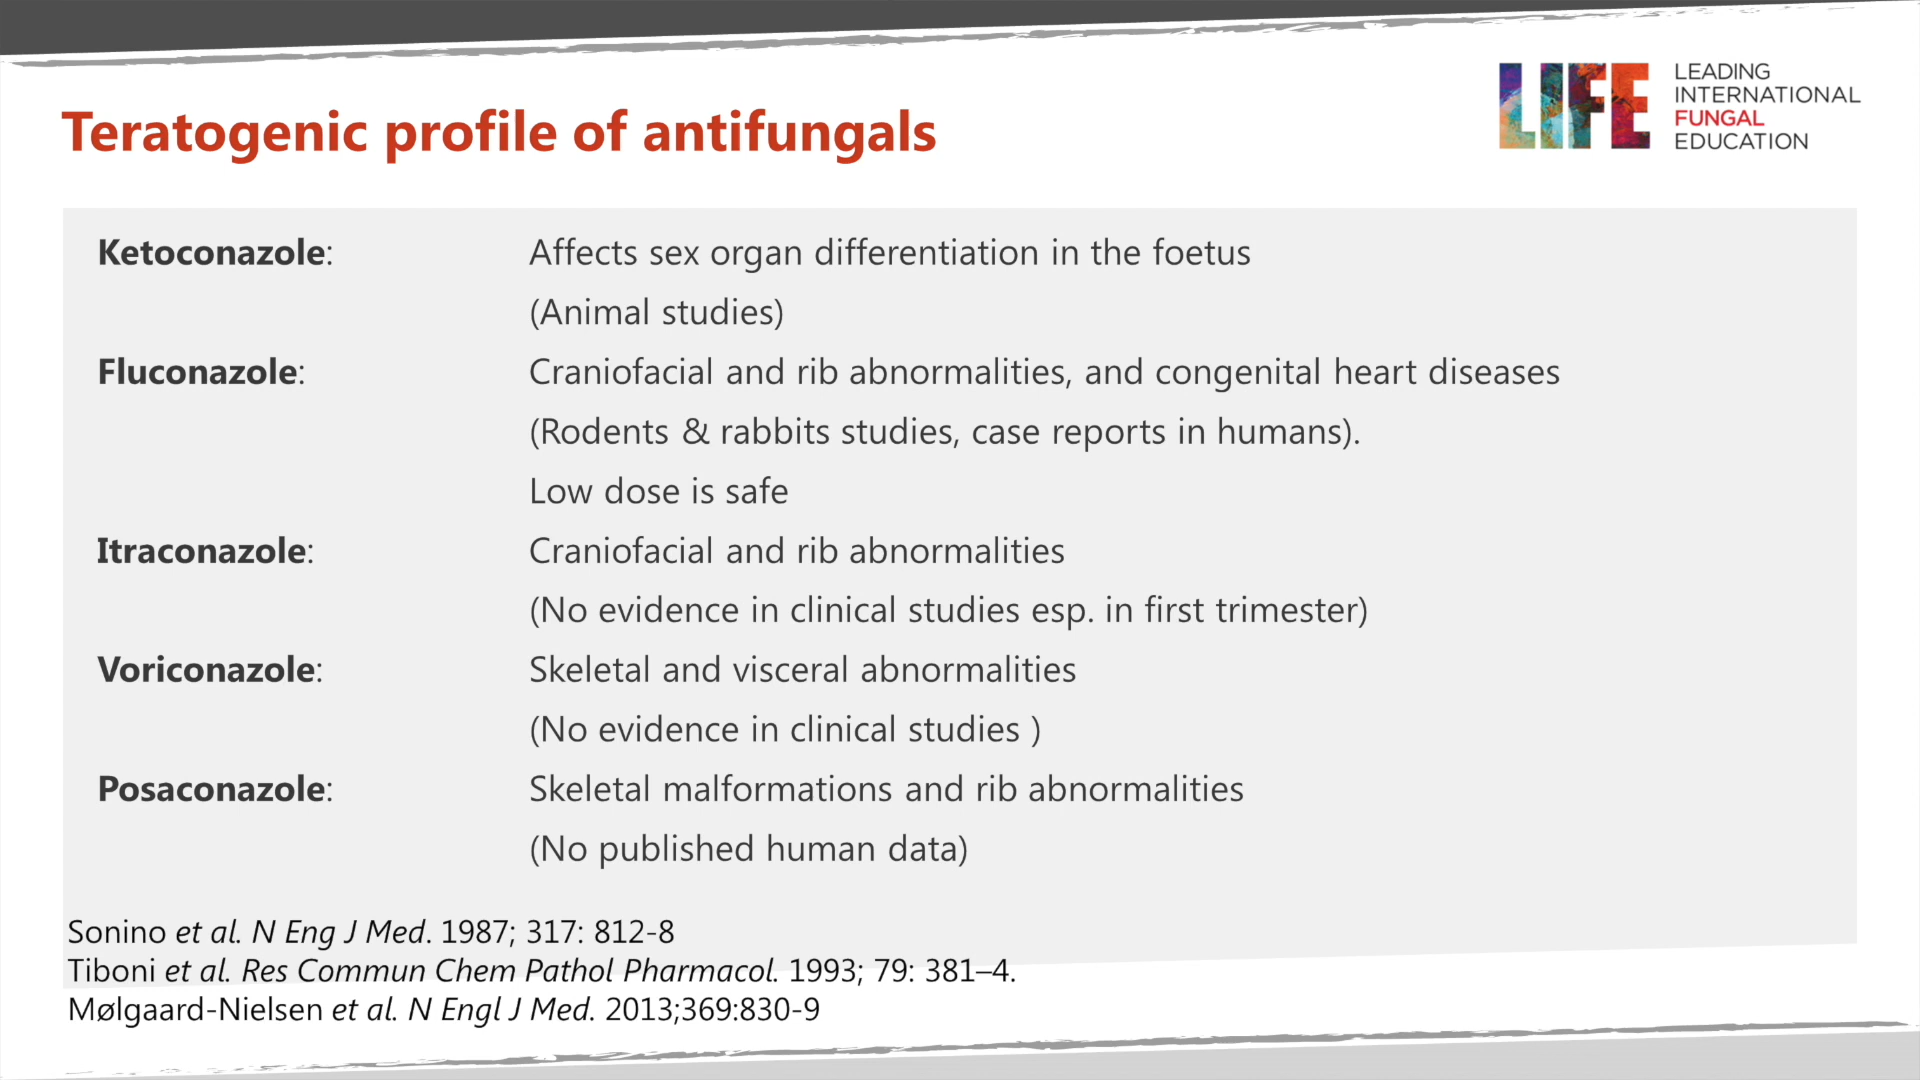 LIFE
LEADING
INTERNATIONAL
FUNGAL
EDUCATION
Teratogenic profile of antifungals
Ketoconazole: Affects sex organ differentiation in the foetus
(Animal studies)
Fluconazole: Craniofacial and rib abnormalities, and congenital heart diseases
(Rodents & rabbits studies, case reports in humans).
Low dose is safe
Itraconazole: Craniofacial and rib abnormalities
(No evidence in clinical studies esp. in first trimester)
Voriconazole: Skeletal and visceral abnormalities
(No evidence in clinical studies )
Posaconazole: Skeletal malformations and rib abnormalities
(No published human data)
Sonino et al. N Eng J Med. 1987; 317: 812-8
Tiboni et al. Res Commun Chem Pathol Pharmacol. 1993; 79: 381–4.
Mølgaard-Nielsen et al. N Engl J Med. 2013;369:830-9